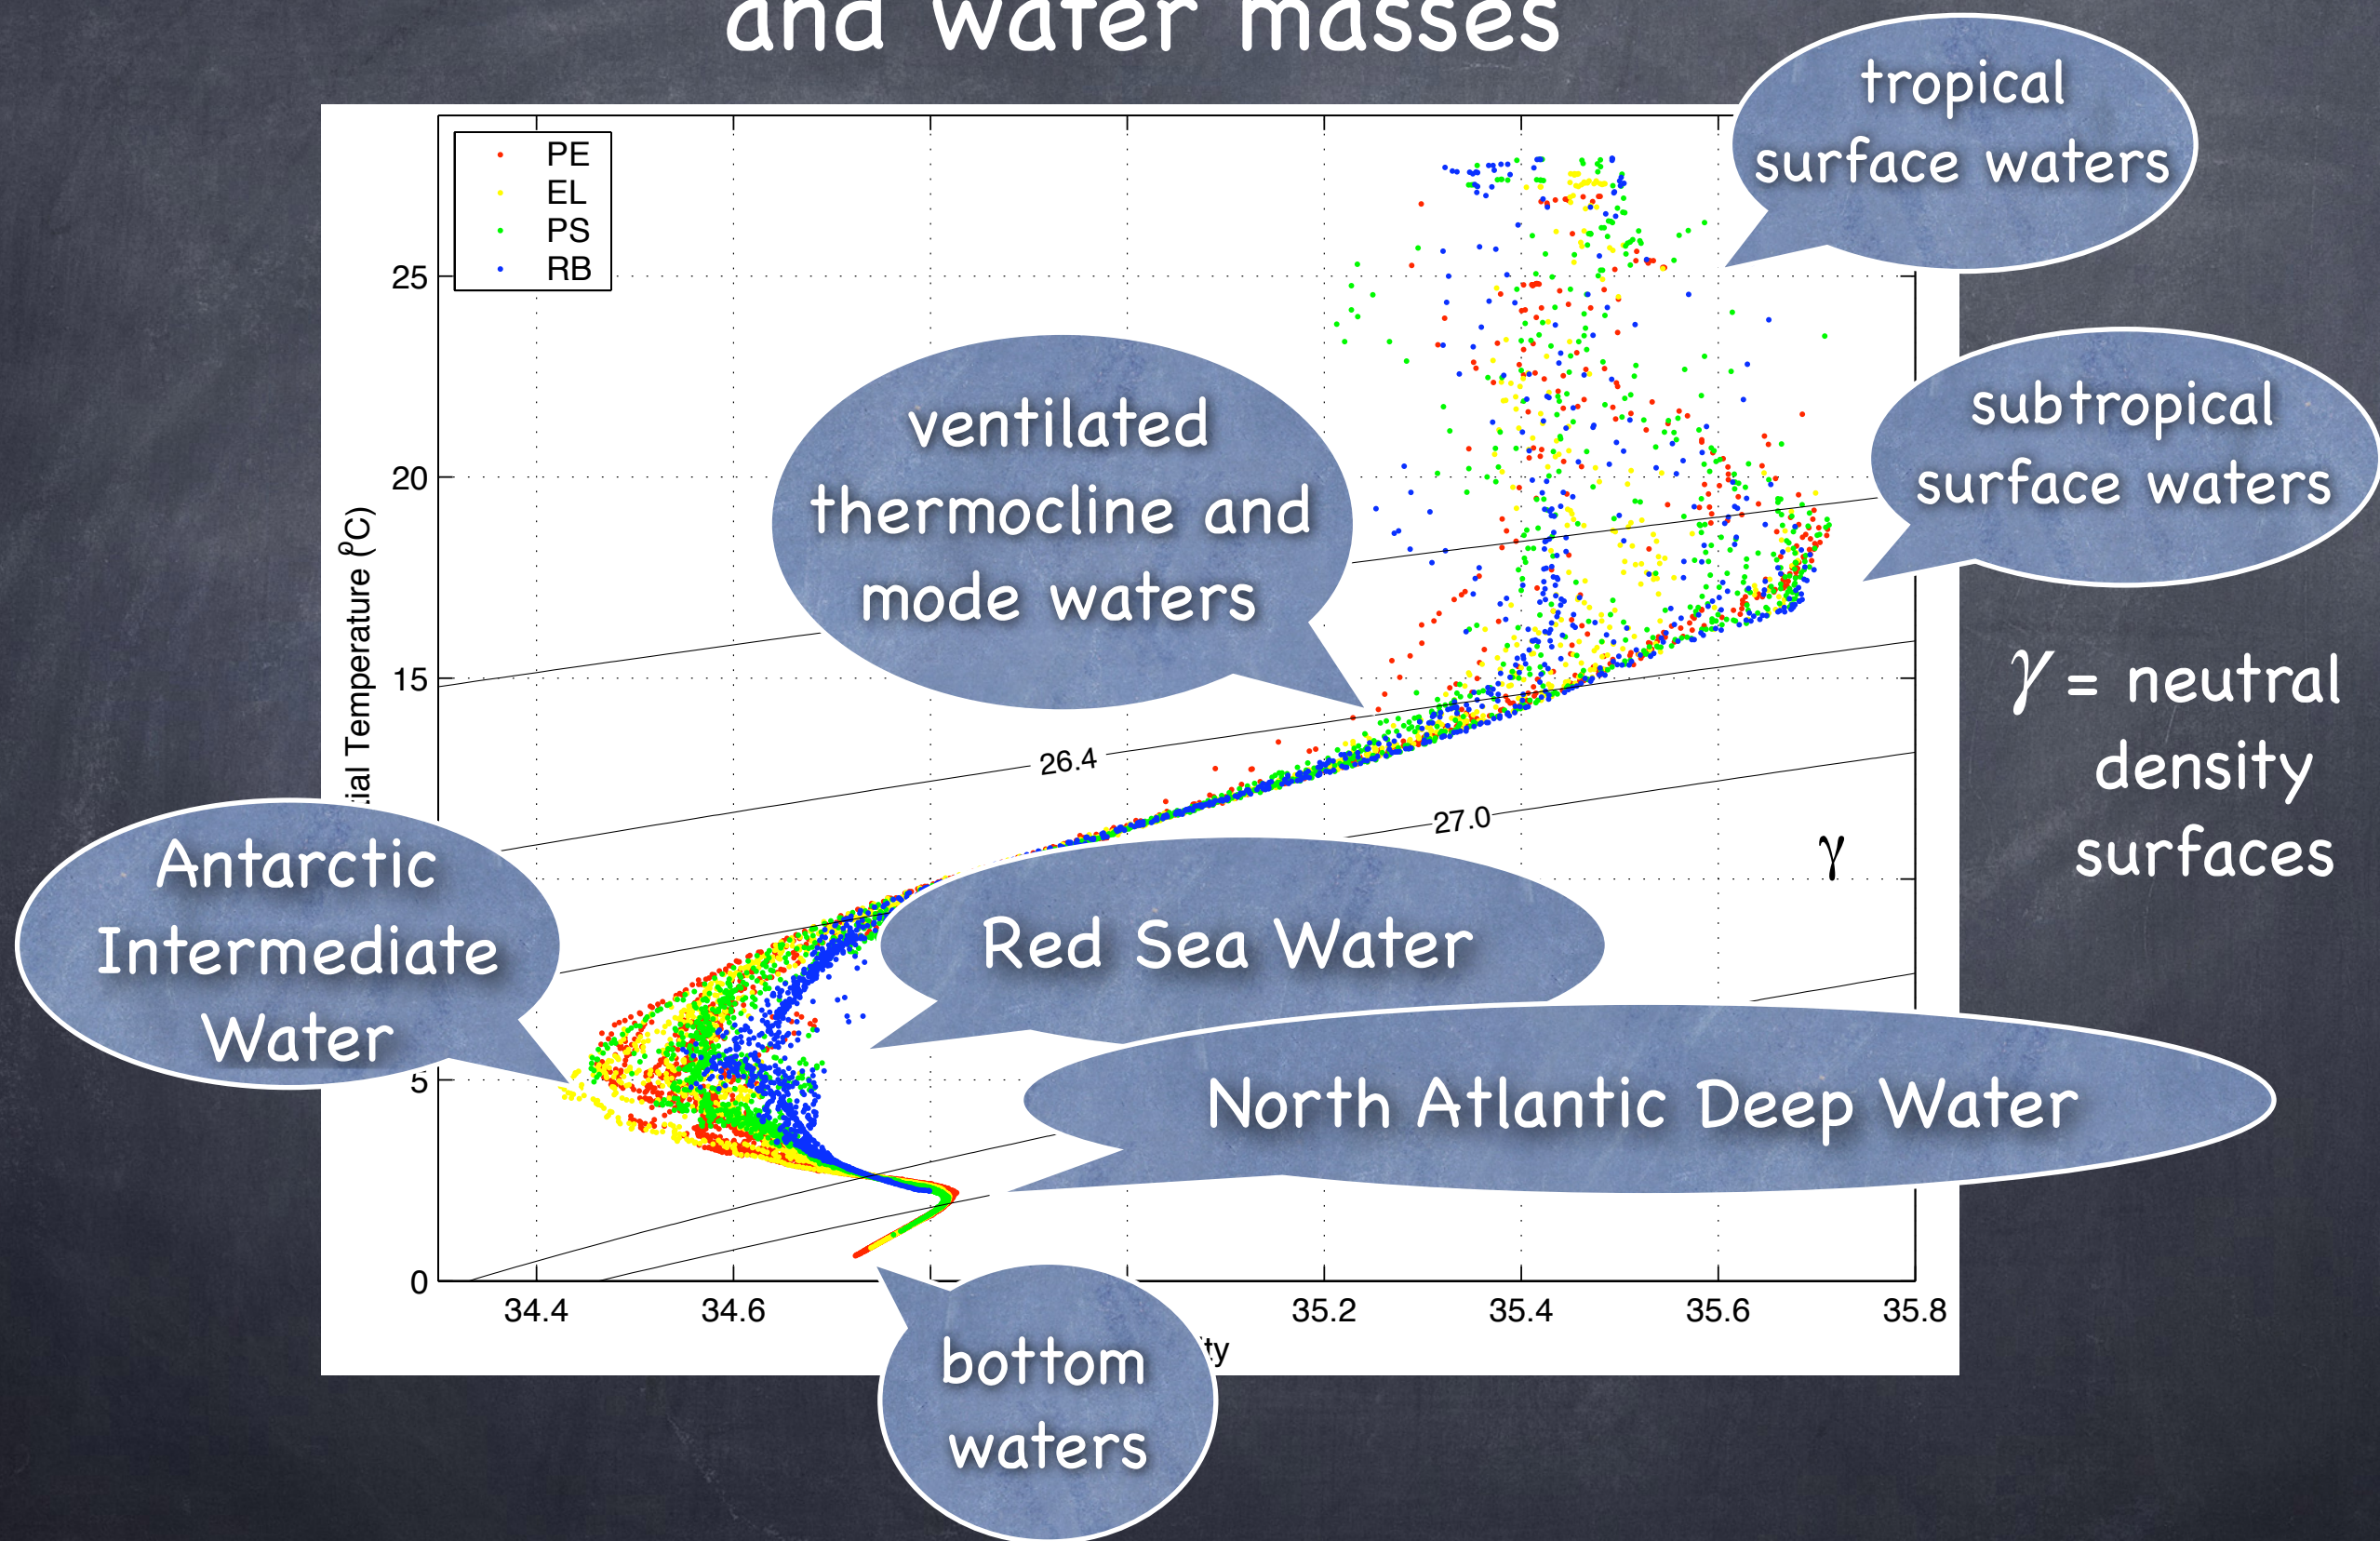 and water masses
tropical
surface waters
PE
EL
PS
RB
25
ventilated
thermocline and
mode waters
subtropical
surface waters
20
15
γ = neutral
density
surfaces
26.4
27.0
γ
Antarctic
Intermediate
Water
Red Sea Water
North Atlantic Deep Water
5
0
34.4
34.6
35.2
35.4
35.6
35.8
Temperature (°C)
bottom
waters